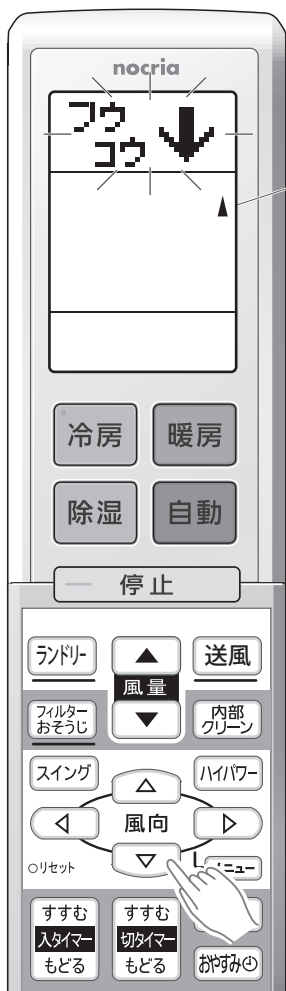 nocria
フウ
コウ
冷房
暖房
除湿
自動
停止
ランドリー
風量
送風
フィルター
おそうじ
内部
クリーン
スイング
ハイパワー
風向
リセット
メニュー
すすむ
入タイマー
もどる
すすむ
切タイマー
もどる
おやすみ